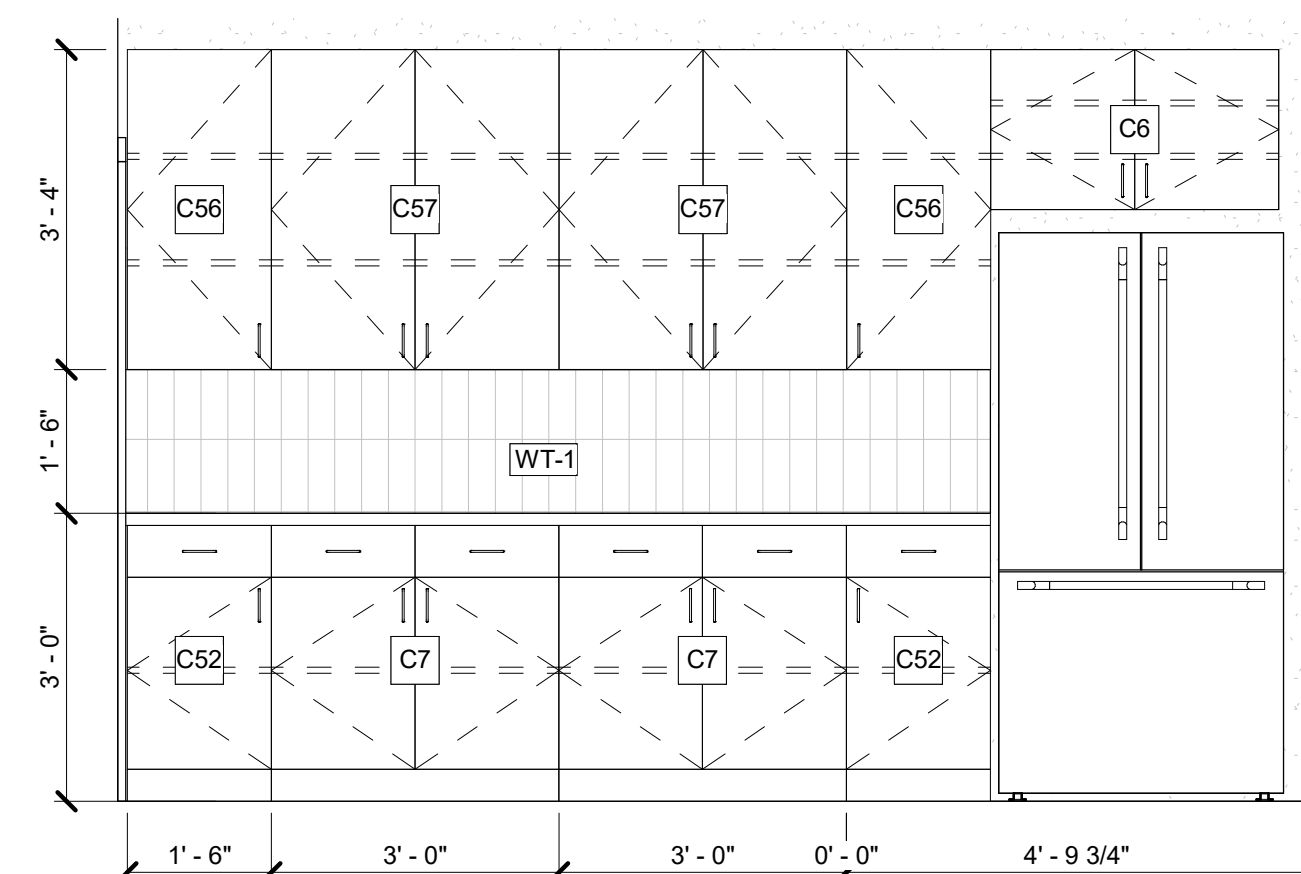 C6
3' - 4"
C56 C57 C57 C56
1' - 6"
WT-1
3' - 0"
C52 C7 C7 C52
1' - 6" 3' - 0" 3' - 0" 0' - 0" 4' - 9 3/4"